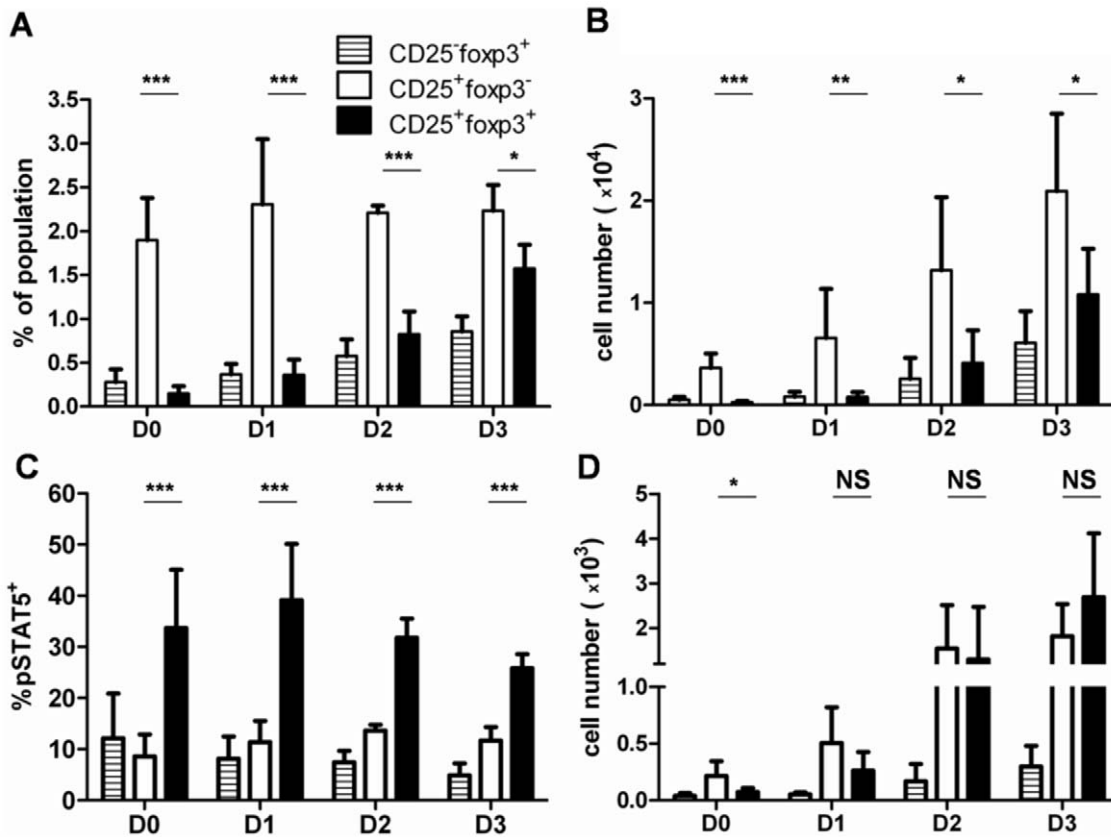 A
CD25⁻foxp3⁺
CD25⁺foxp3⁻
CD25⁺foxp3⁺
*** *** *** *
% of population
3.5
3.0
2.5
2.0
1.5
1.0
0.5
0.0
D0 D1 D2 D3
B
*** ** * *
cell number ( x10⁴)
3
2
1
0
D0 D1 D2 D3
C
*** *** *** ***
%pSTAT5⁺
60
50
40
30
20
10
0
D0 D1 D2 D3
D
* NS NS NS
cell number ( x10³)
5
4
3
2
1.0
0.5
0.0
D0 D1 D2 D3